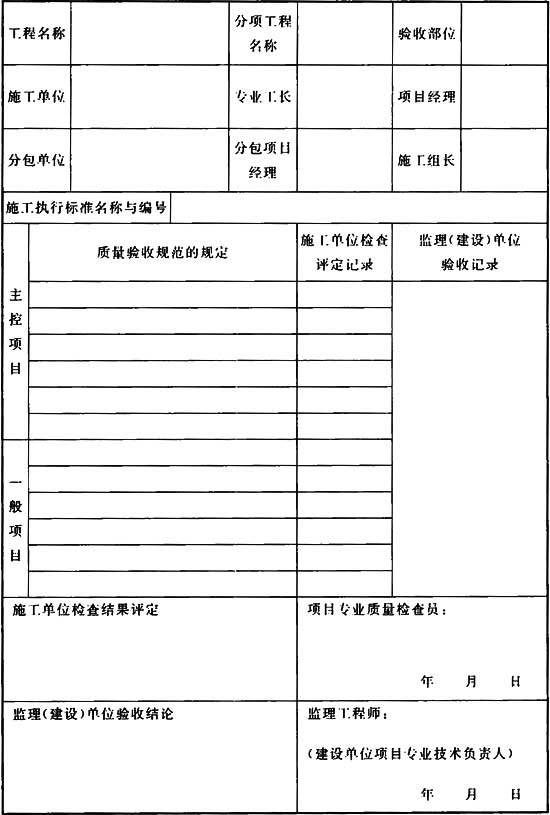 工程名称
分项工程
名称
验收部位
施工单位
专业工长
项目经理
分包单位
分包项目
经理
施工组长
施工执行标准名称与编号
质量验收规范的规定
施工单位检查
评定记录
监理(建设)单位
验收记录
主
控
项
目
一
般
项
目
施工单位检查结果评定
项目专业质量检查员:
年 月 日
监理(建设)单位验收结论
监理工程师:
(建设单位项目专业技术负责人)
年 月 日